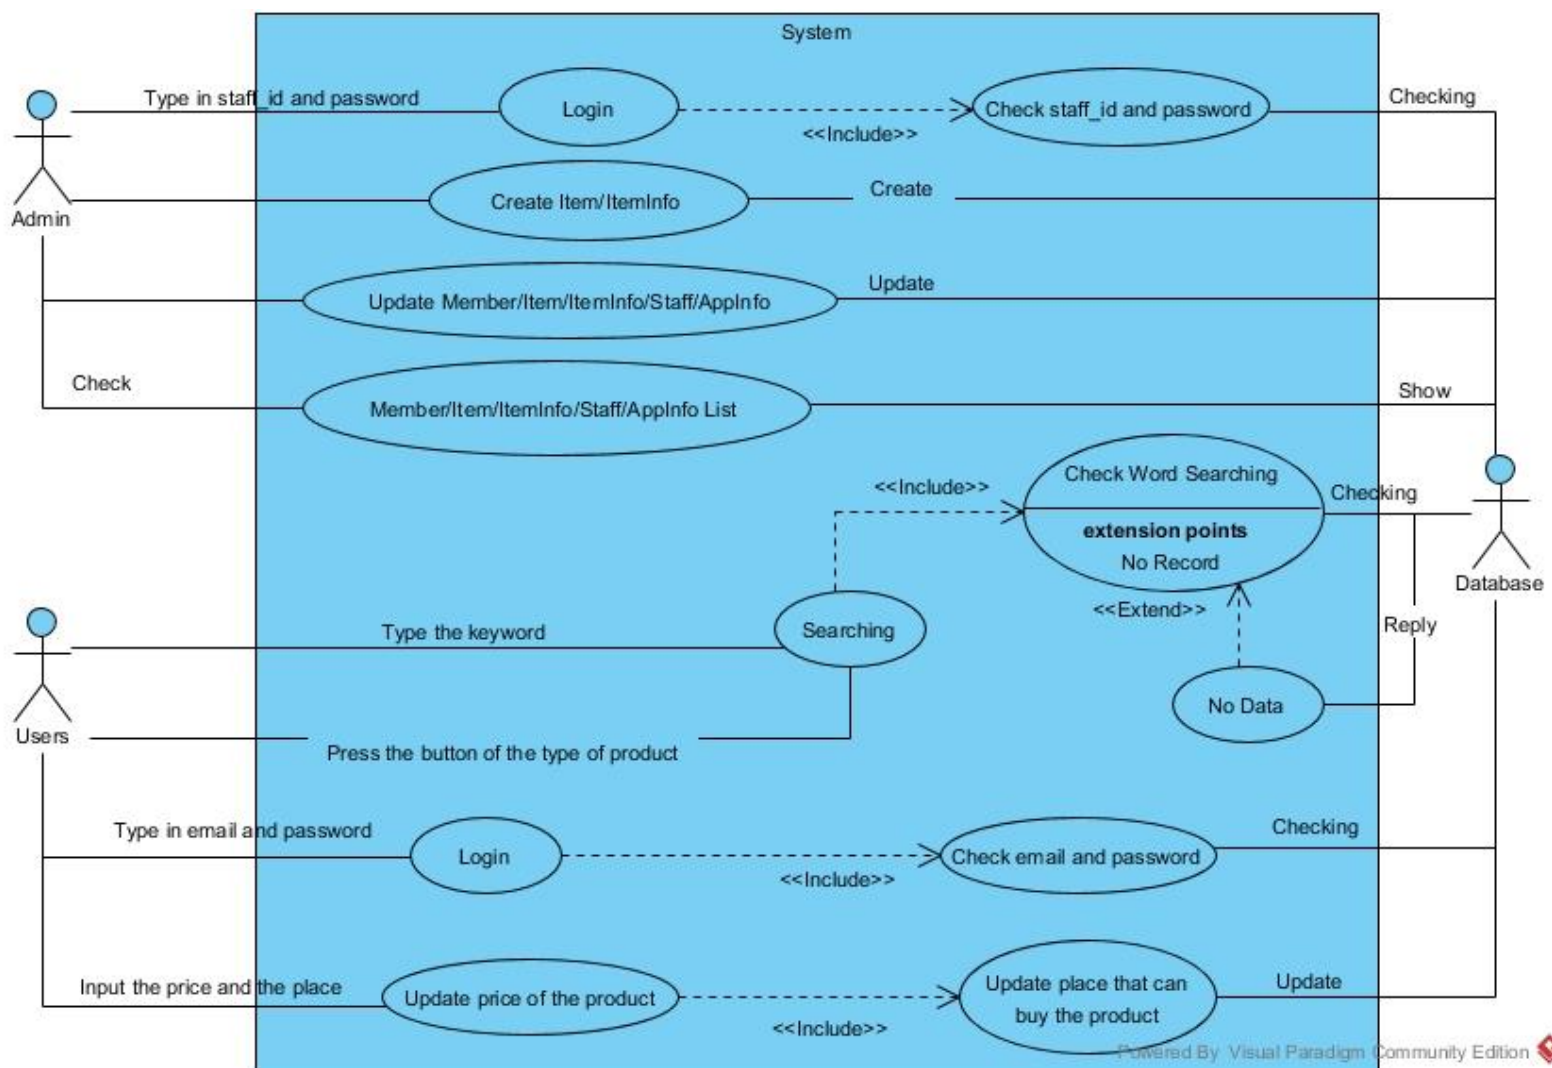 System
Type in staff_id and password
Login
<<Include>>
Check staff_id and password
Checking
Admin
Create Item/ItemInfo
Create
Update Member/Item/ItemInfo/Staff/AppInfo
Update
Check
Member/Item/ItemInfo/Staff/AppInfo List
Show
<<Include>>
Check Word Searching
extension points
No Record
Checking
Database
<<Extend>>
Reply
Type the keyword
Searching
No Data
Users
Press the button of the type of product
Type in email and password
Login
<<Include>>
Check email and password
Checking
Input the price and the place
Update price of the product
<<Include>>
Update place that can
buy the product
Update
Powered By Visual Paradigm Community Edition